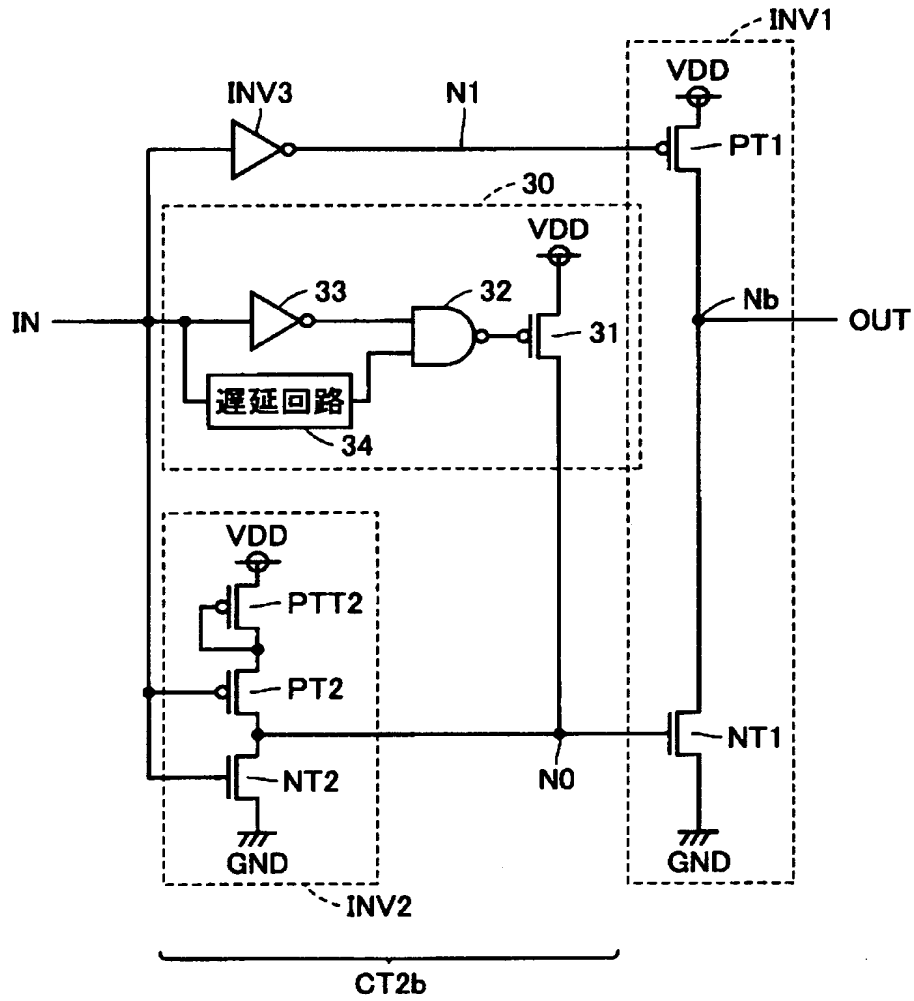 INV1
VDD
INV3
N1
PT1
30
VDD
33
32
31
IN
Nb
OUT
遅延回路
34
VDD
PTT2
PT2
NT2
NT1
N0
GND
GND
INV2
CT2b